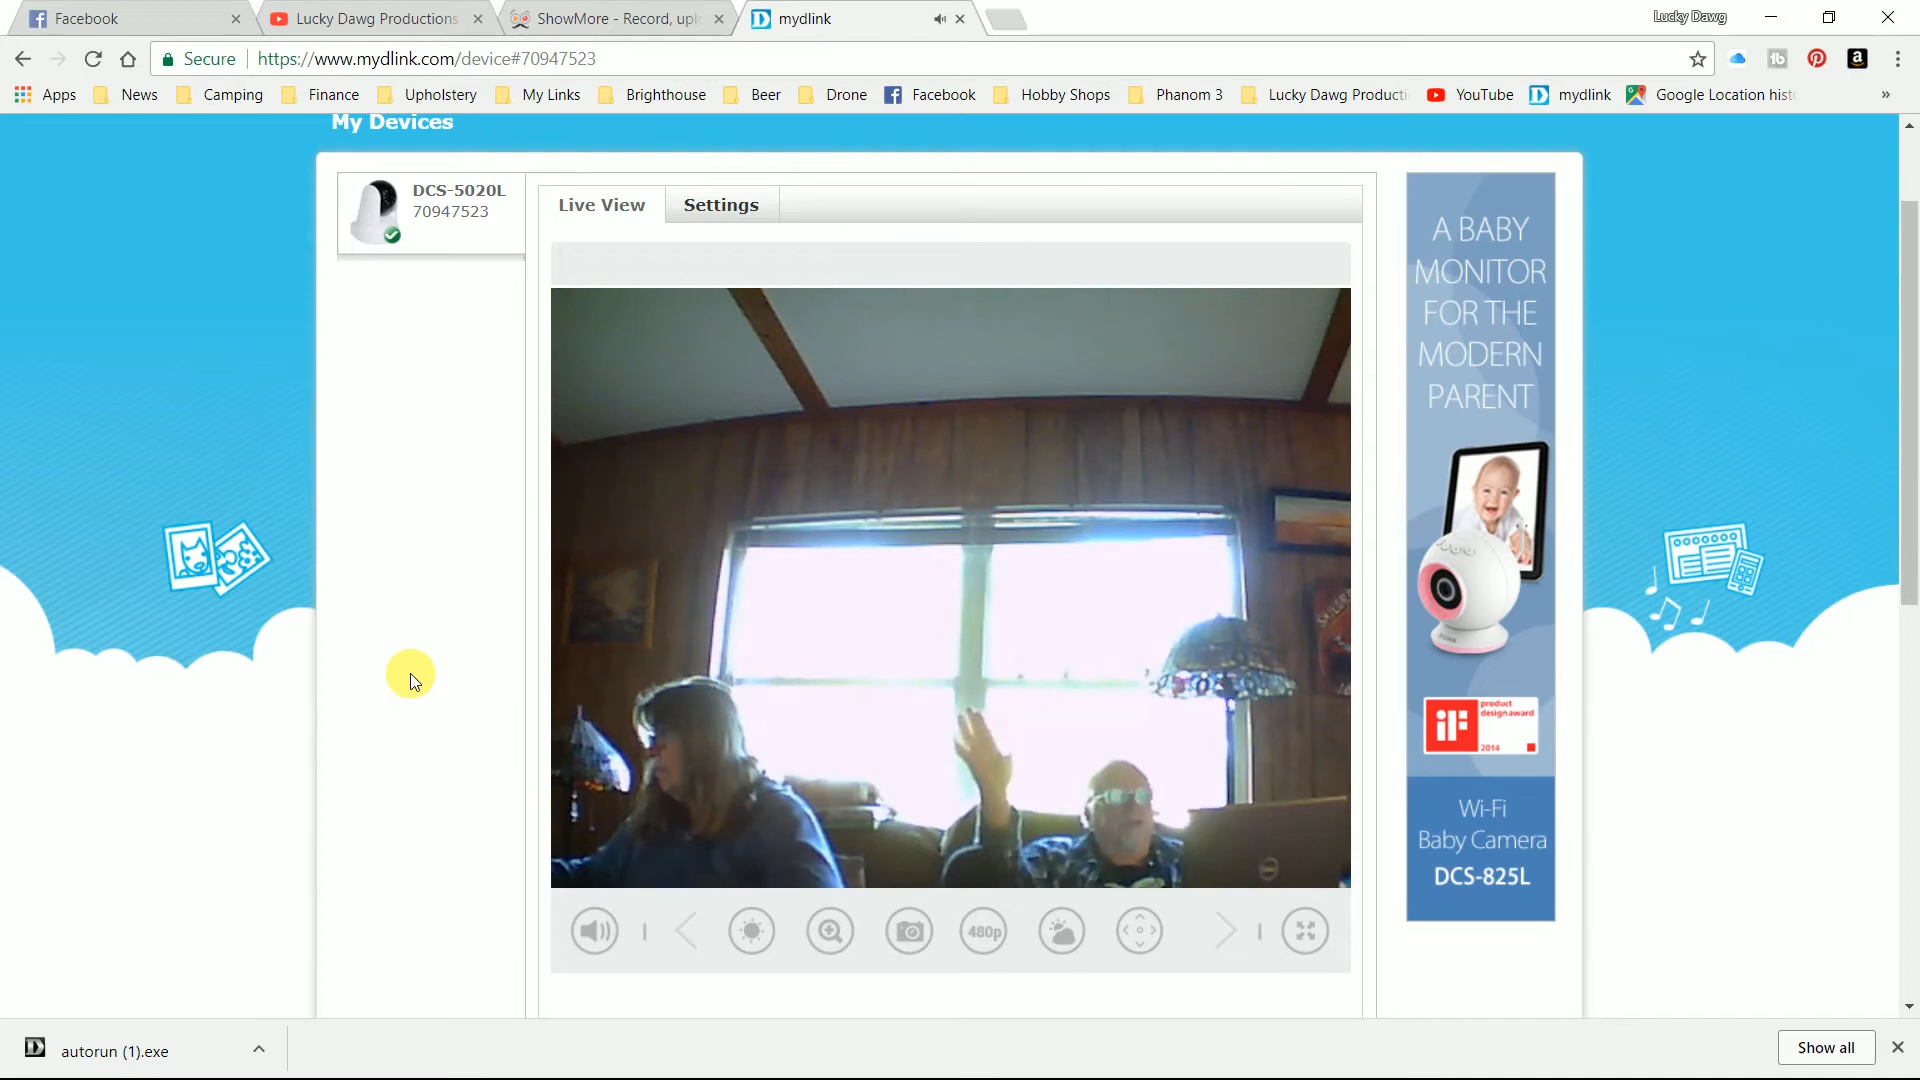 Facebook
Lucky Dawg Productions
ShowMore - Record, uplo
mydlink
Lucky Dawg
Secure
https://www.mydlink.com/device#70947523
Apps
News
Camping
Finance
Upholstery
My Links
Brighthouse
Beer
Drone
Facebook
Hobby Shops
Phanom 3
Lucky Dawg Producti
YouTube
mydlink
Google Location hist
»
My Devices
DCS-5020L
70947523
Live View
Settings
480p
A BABY
MONITOR
FOR THE
MODERN
PARENT
iF
product
design award
2014
Wi-Fi
Baby Camera
DCS-825L
autorun (1).exe
Show all